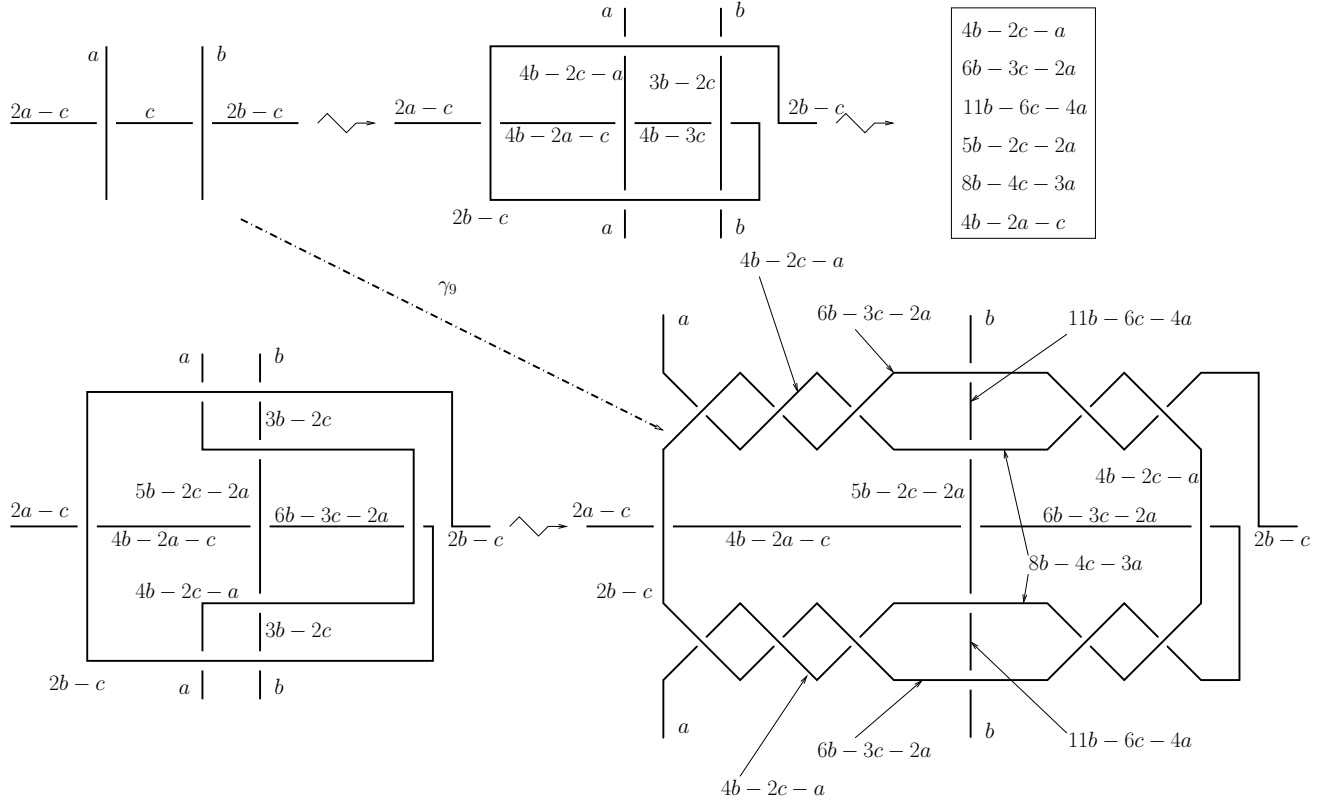 a
b
2a − c
c
2b − c
a
b
4b − 2c − a
3b − 2c
2a − c
2b − c
4b − 2a − c
4b − 3c
2b − c
a
b
4b − 2c − a
6b − 3c − 2a
11b − 6c − 4a
5b − 2c − 2a
8b − 4c − 3a
4b − 2a − c
γ9
a
b
3b − 2c
5b − 2c − 2a
2a − c
6b − 3c − 2a
4b − 2a − c
2b − c
4b − 2c − a
3b − 2c
2b − c
a
b
4b − 2c − a
a
6b − 3c − 2a
b
11b − 6c − 4a
4b − 2c − a
5b − 2c − 2a
2a − c
6b − 3c − 2a
4b − 2a − c
2b − c
8b − 4c − 3a
2b − c
a
b
11b − 6c − 4a
6b − 3c − 2a
4b − 2c − a